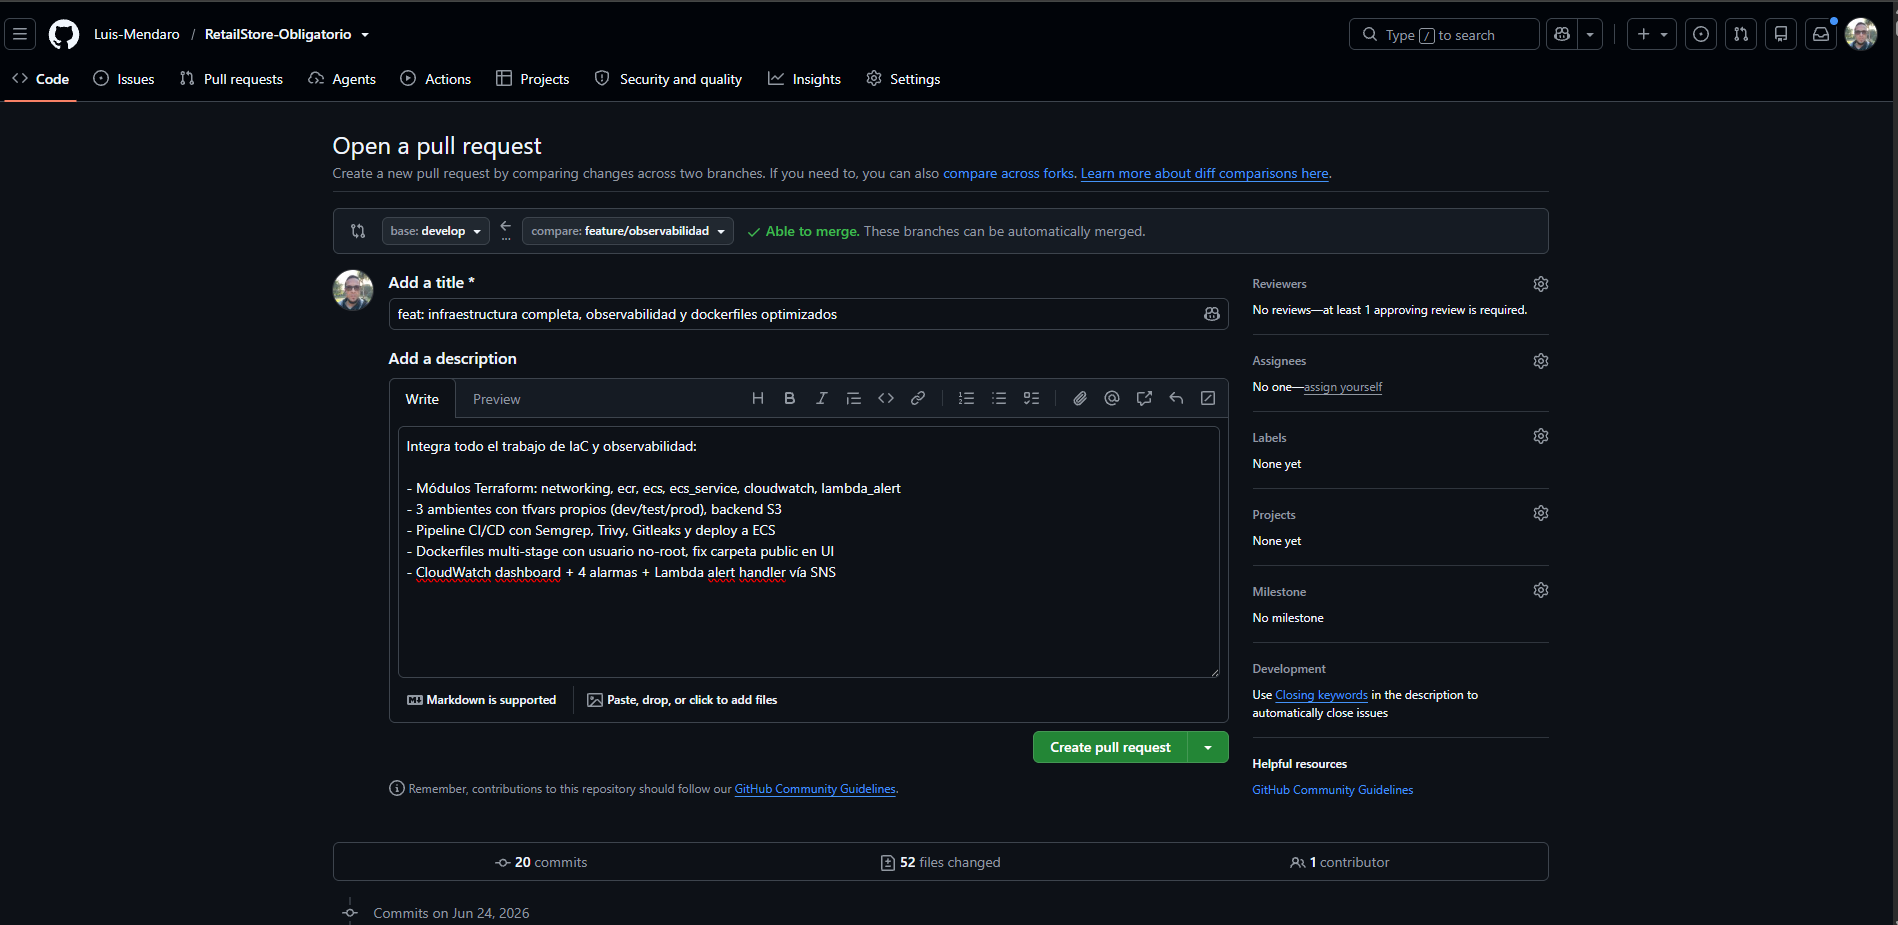 Luis-Mendaro / RetailStore-Obligatorio
Type / to search
Code
Issues
Pull requests
Agents
Actions
Projects
Security and quality
Insights
Settings
Open a pull request
Create a new pull request by comparing changes across two branches. If you need to, you can also compare across forks. Learn more about diff comparisons here.
base: develop
compare: feature/observabilidad
Able to merge. These branches can be automatically merged.
Add a title *
feat: infraestructura completa, observabilidad y dockerfiles optimizados
Add a description
Write
Preview
Integra todo el trabajo de IaC y observabilidad:
- Módulos Terraform: networking, ecr, ecs, ecs_service, cloudwatch, lambda_alert
- 3 ambientes con tfvars propios (dev/test/prod), backend S3
- Pipeline CI/CD con Semgrep, Trivy, Gitleaks y deploy a ECS
- Dockerfiles multi-stage con usuario no-root, fix carpeta public en UI
- CloudWatch dashboard + 4 alarmas + Lambda alert handler vía SNS
Markdown is supported
Paste, drop, or click to add files
Create pull request
Remember, contributions to this repository should follow our GitHub Community Guidelines.
Reviewers
No reviews—at least 1 approving review is required.
Assignees
No one—assign yourself
Labels
None yet
Projects
None yet
Milestone
No milestone
Development
Use Closing keywords in the description to
automatically close issues
Helpful resources
GitHub Community Guidelines
20 commits
52 files changed
1 contributor
Commits on Jun 24, 2026